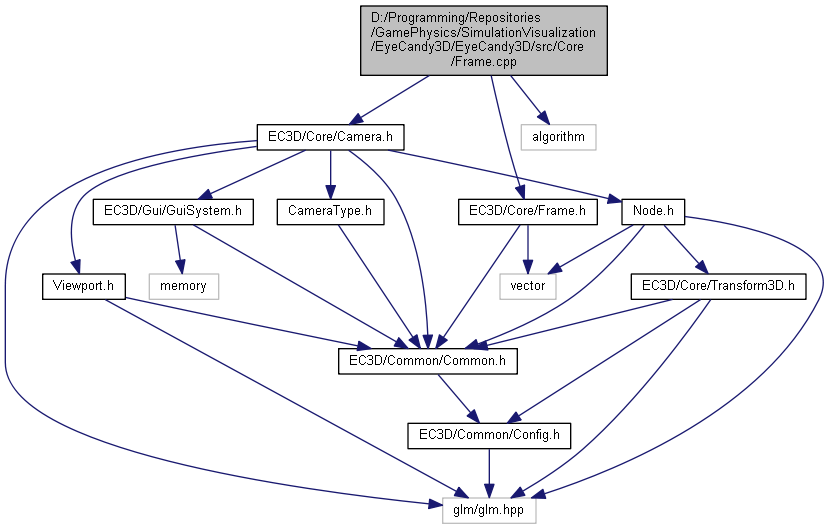 D:/Programming/Repositories
/GamePhysics/SimulationVisualization
/EyeCandy3D/EyeCandy3D/src/Core
/Frame.cpp
EC3D/Core/Camera.h
algorithm
EC3D/Gui/GuiSystem.h
CameraType.h
EC3D/Core/Frame.h
Node.h
Viewport.h
memory
vector
EC3D/Core/Transform3D.h
EC3D/Common/Common.h
EC3D/Common/Config.h
glm/glm.hpp